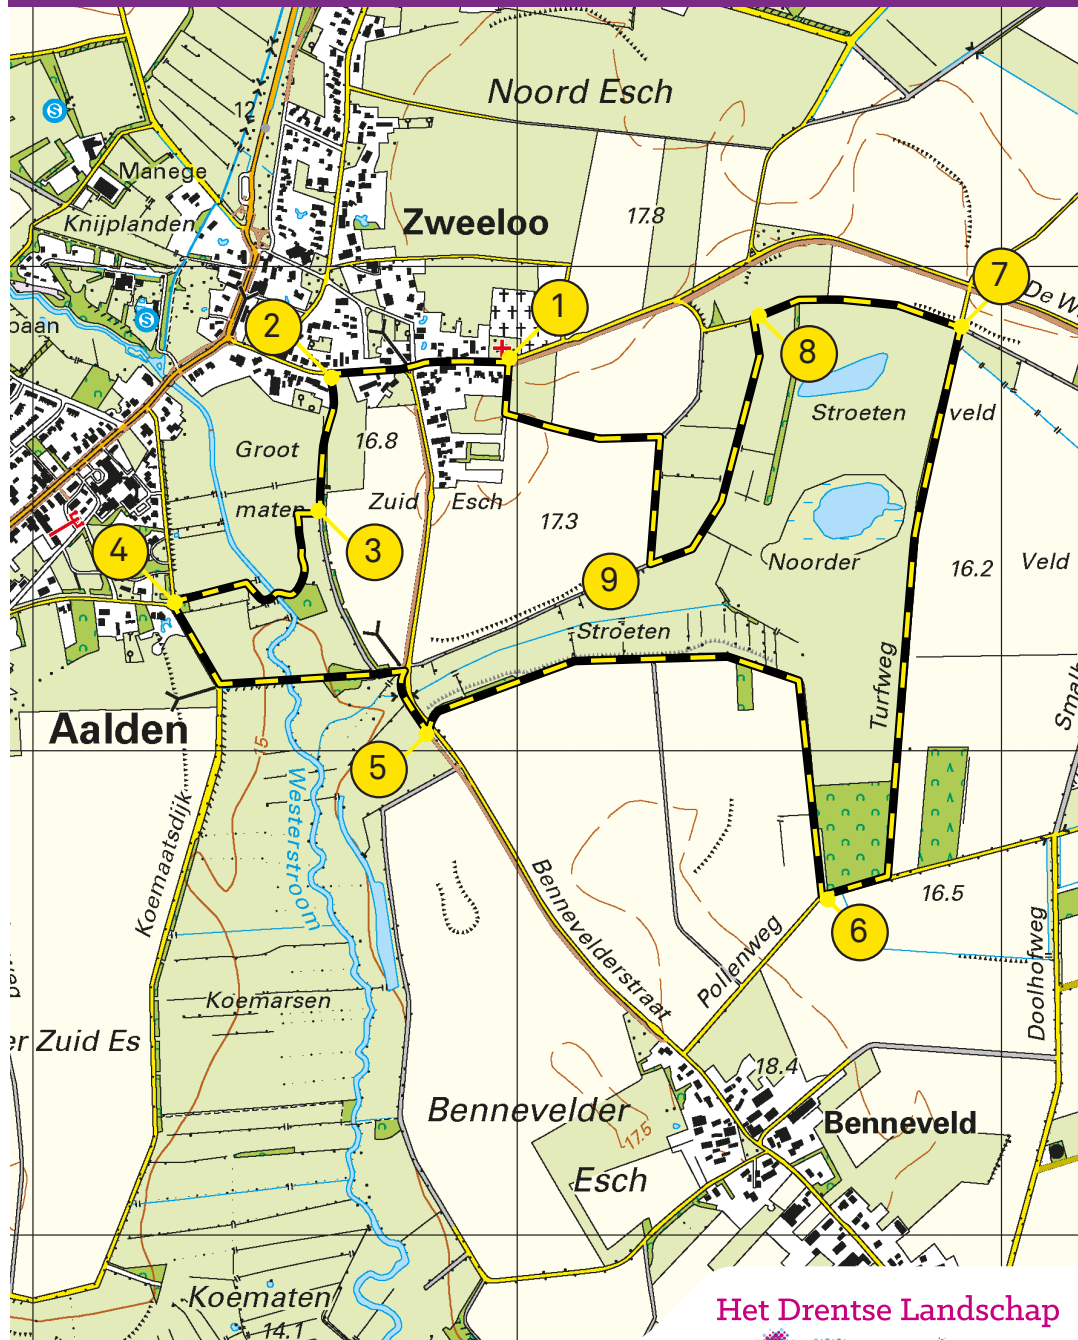 Noord Esch
12
Manege
Knijplanden
Zweeloo
17.8
7
De W
1
2
8
baan
Stroeten
veld
16.8
Groot
maten
Zuid
Esch
17.3
3
4
9
Noorder
16.2
Veld
Stroeten
Turfweg
Smalh
Aalden
15
5
Westerstroom
Koemaatsdijk
Bennevelderstraat
16.5
6
Pollenweg
Doolhofweg
Koemarsen
er Zuid Es
18.4
Bennevelder
17.5
Benneveld
Esch
Koematen
14.1
Het Drentse Landschap